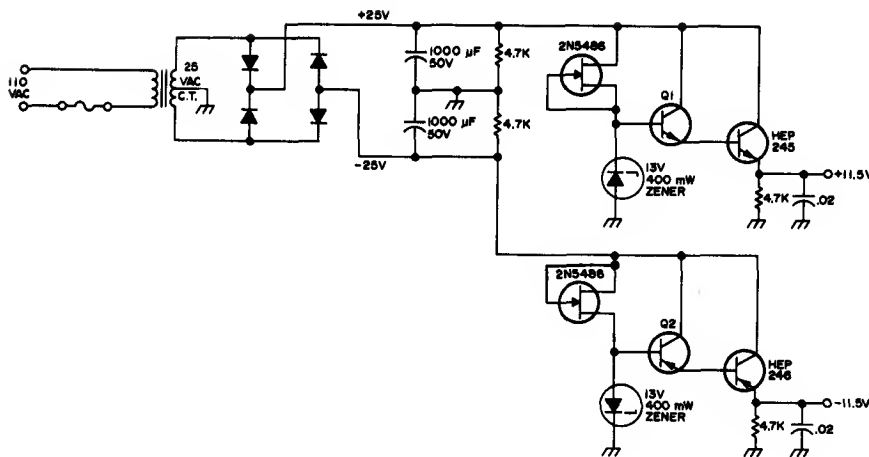 +25V
110
VAC
25
VAC
C.T.
1000 µF
50V
4.7K
1000 µF
50V
4.7K
-25V
2N5486
Q1
HEP
245
13V
400 mW
ZENER
+11.5V
4.7K
.02
2N5486
Q2
HEP
246
13V
400 mW
ZENER
-11.5V
4.7K
.02